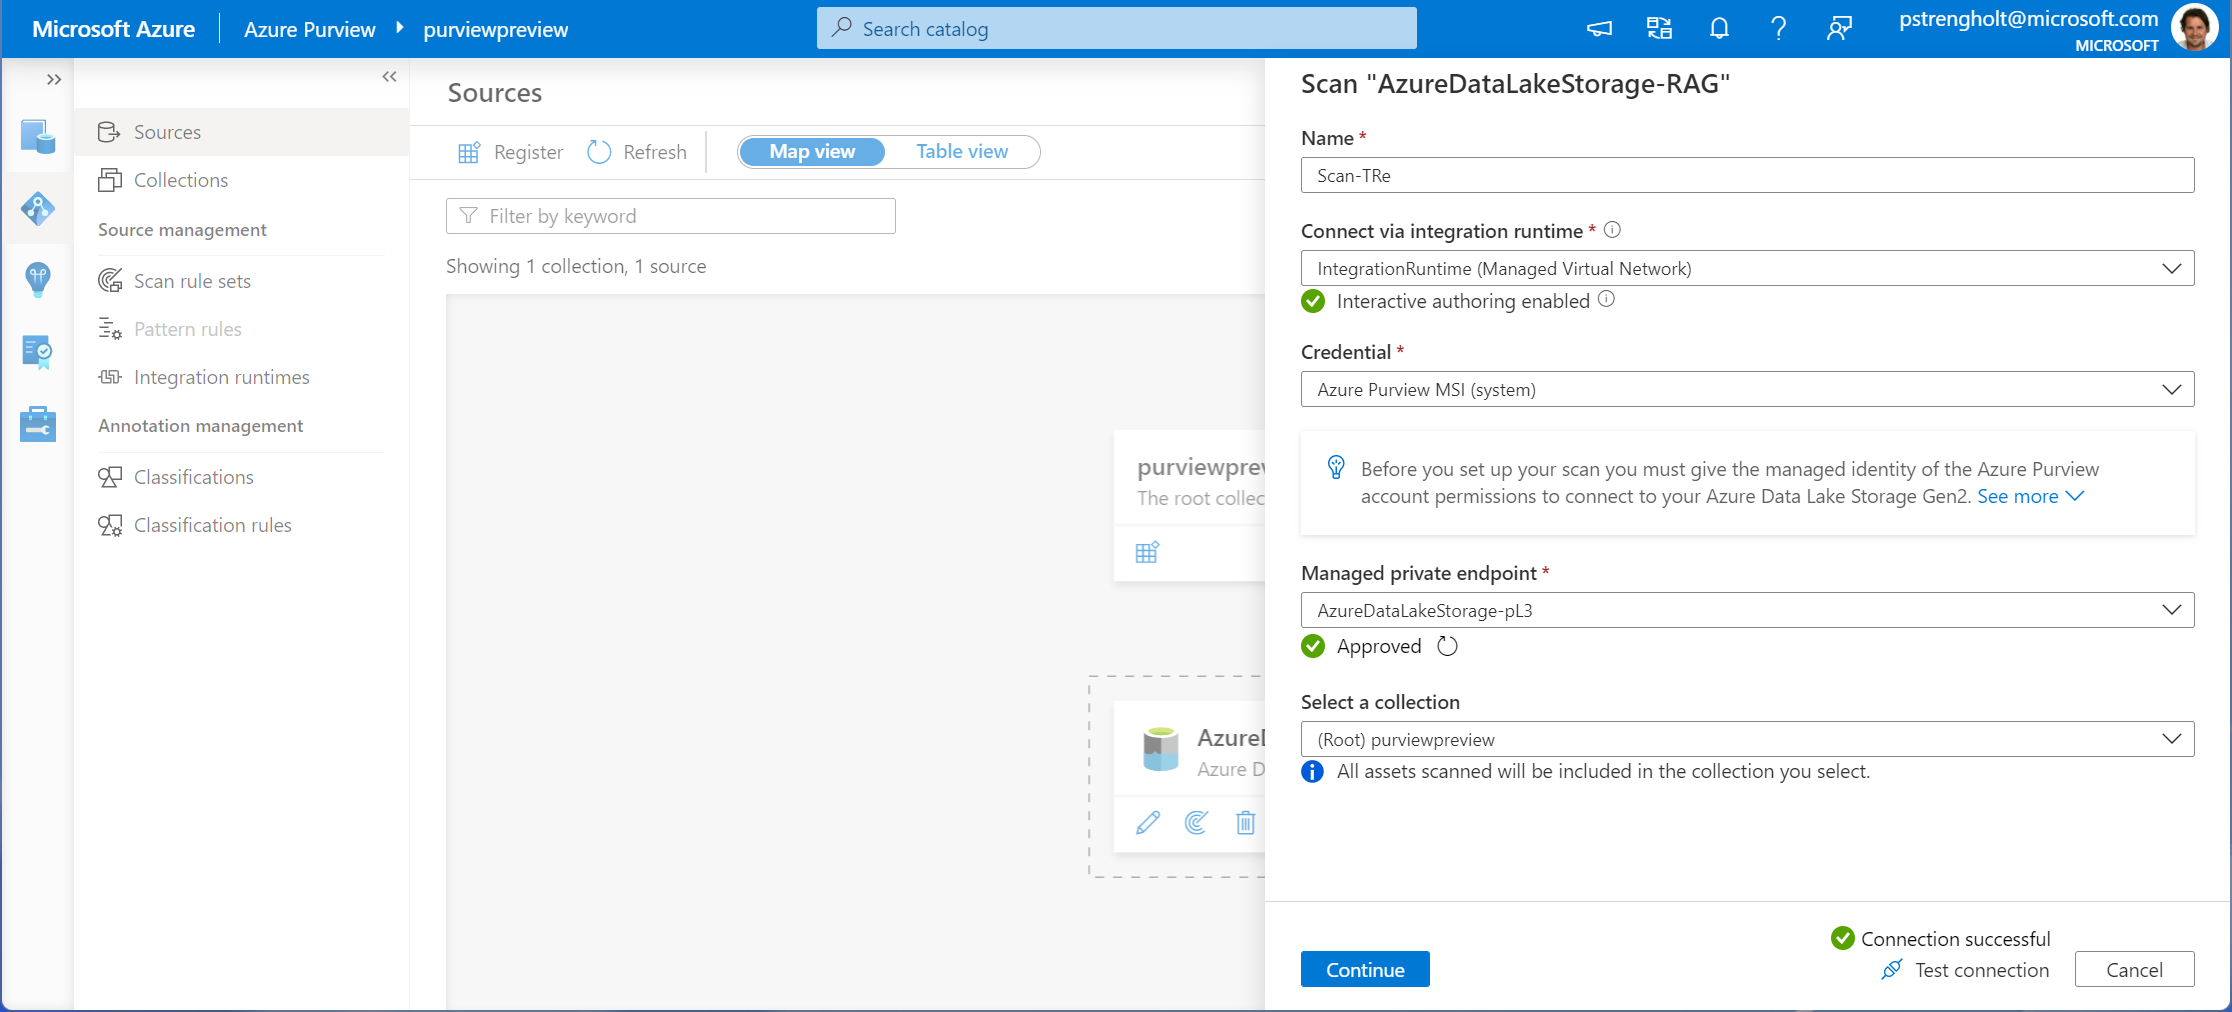 Microsoft Azure
Azure Purview
purviewpreview
Search catalog
pstrengholt@microsoft.com
MICROSOFT
Sources
Collections
Source management
Scan rule sets
Pattern rules
Integration runtimes
Annotation management
Classifications
Classification rules
Sources
Register
Refresh
Map view
Table view
Filter by keyword
Showing 1 collection, 1 source
purviewprev
The root collec
AzureD
Azure D
Scan "AzureDataLakeStorage-RAG"
Name *
Scan-TRe
Connect via integration runtime *
IntegrationRuntime (Managed Virtual Network)
Interactive authoring enabled
Credential *
Azure Purview MSI (system)
Before you set up your scan you must give the managed identity of the Azure Purview
account permissions to connect to your Azure Data Lake Storage Gen2. See more
Managed private endpoint *
AzureDataLakeStorage-pL3
Approved
Select a collection
(Root) purviewpreview
All assets scanned will be included in the collection you select.
Connection successful
Continue
Test connection
Cancel